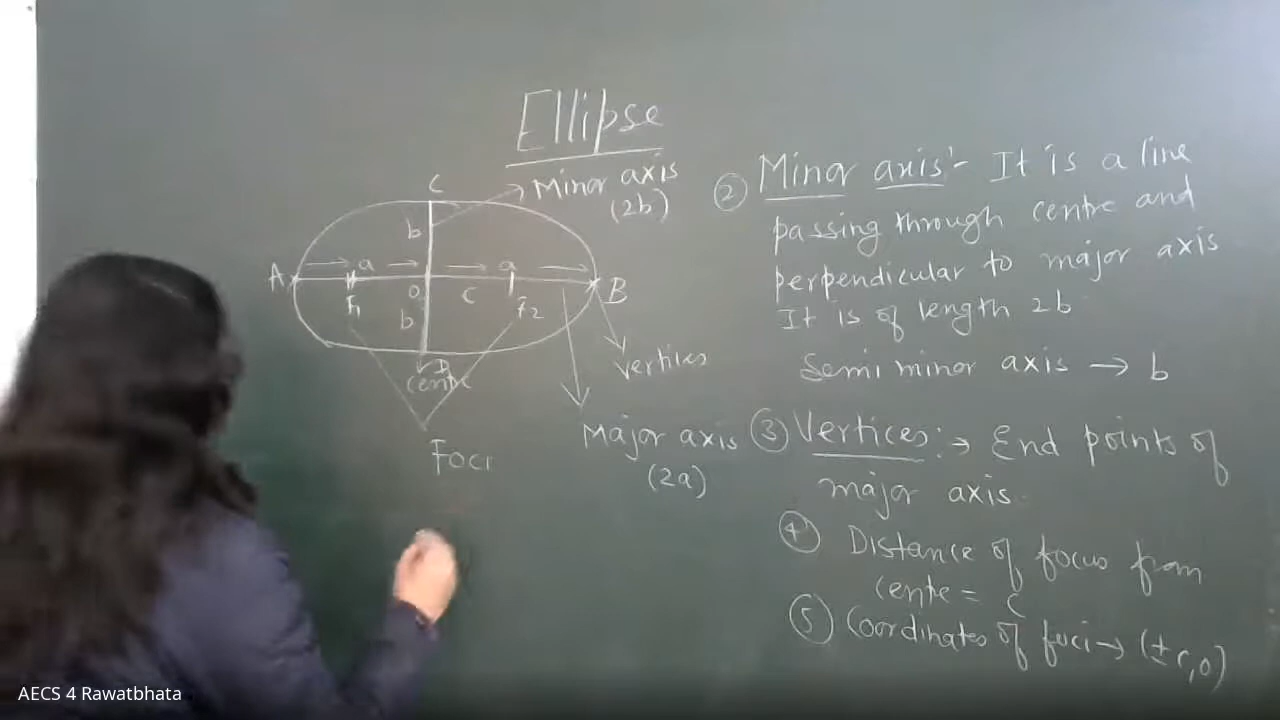 Ellipse
Minor axis
(2b)
C
b
A
a
a
B
F1
O
C
F2
b
D
Centre
Vertices
Foci
Major axis
(2a)
② Minor axis :- It is a line
passing through centre and
perpendicular to major axis
It is of length 2b
Semi minor axis → b
③ Vertices :→ End points of
major axis.
④ Distance of focus from
centre = c
⑤ Coordinates of foci → (±c,0)
AECS 4 Rawatbhata